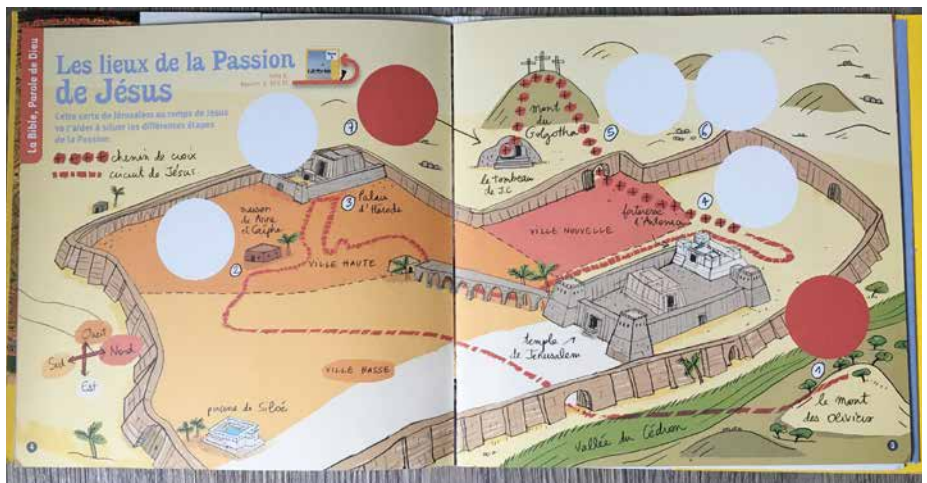 La Bible, Parole de Dieu
Les lieux de la Passion
de Jésus
Cette carte de Jérusalem au temps de Jésus
va t'aider à situer les différentes étapes
de la Passion.
chemin de croix
circuit de Jésus
7
3
Palais
d'Hérode
maison
de Anne
et Caïphe
2
VILLE HAUTE
Ouest
Sud
Nord
Est
VILLE BASSE
piscine de Siloé
4
Mont
du
Golgotha
5
6
le tombeau
de J.C
4
forteresse
d'Antonia
VILLE NOUVELLE
temple
de Jérusalem
1
le mont
des Oliviers
Vallée du Cédron
5